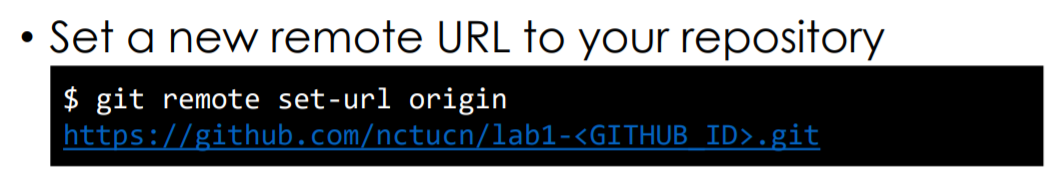 • Set a new remote URL to your repository
$ git remote set-url origin
https://github.com/nctucn/lab1-<GITHUB_ID>.git